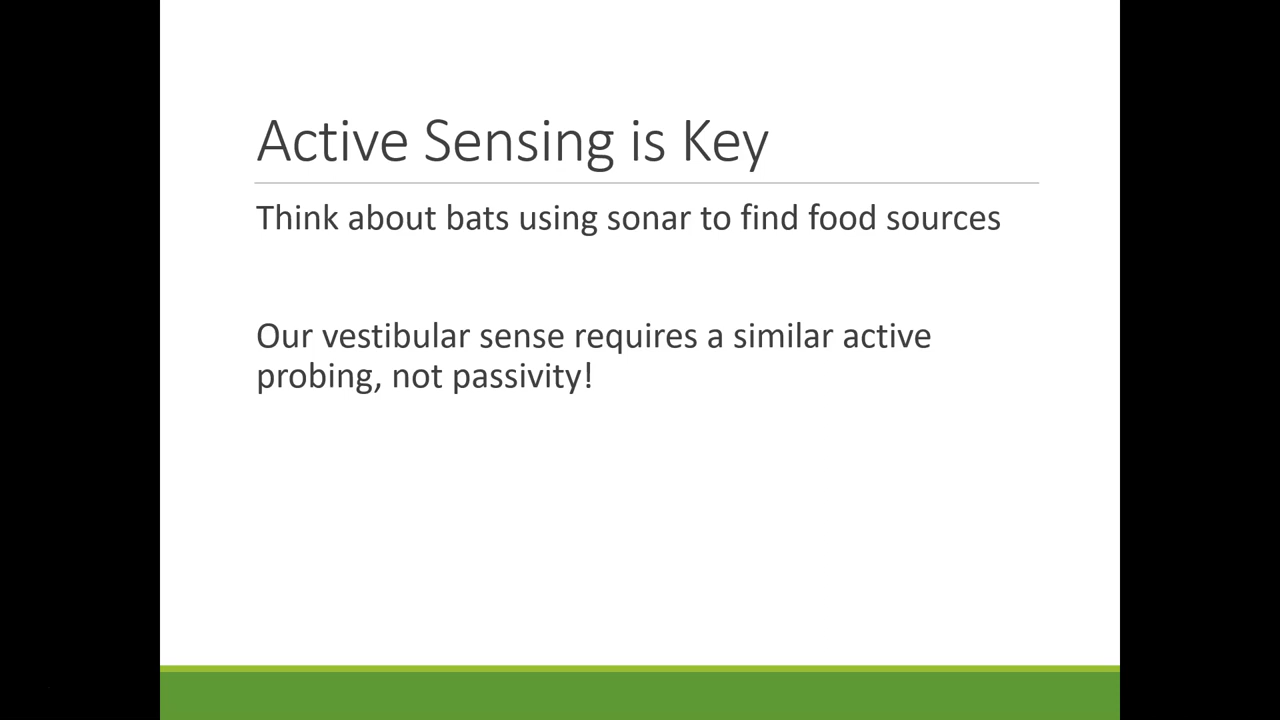 Active Sensing is Key
Think about bats using sonar to find food sources
Our vestibular sense requires a similar active
probing, not passivity!